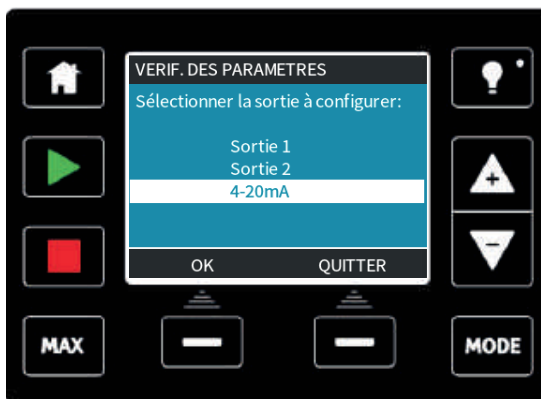 VERIF. DES PARAMETRES
Sélectionner la sortie à configurer:
Sortie 1
Sortie 2
4-20mA
OK QUITTER
MAX
MODE